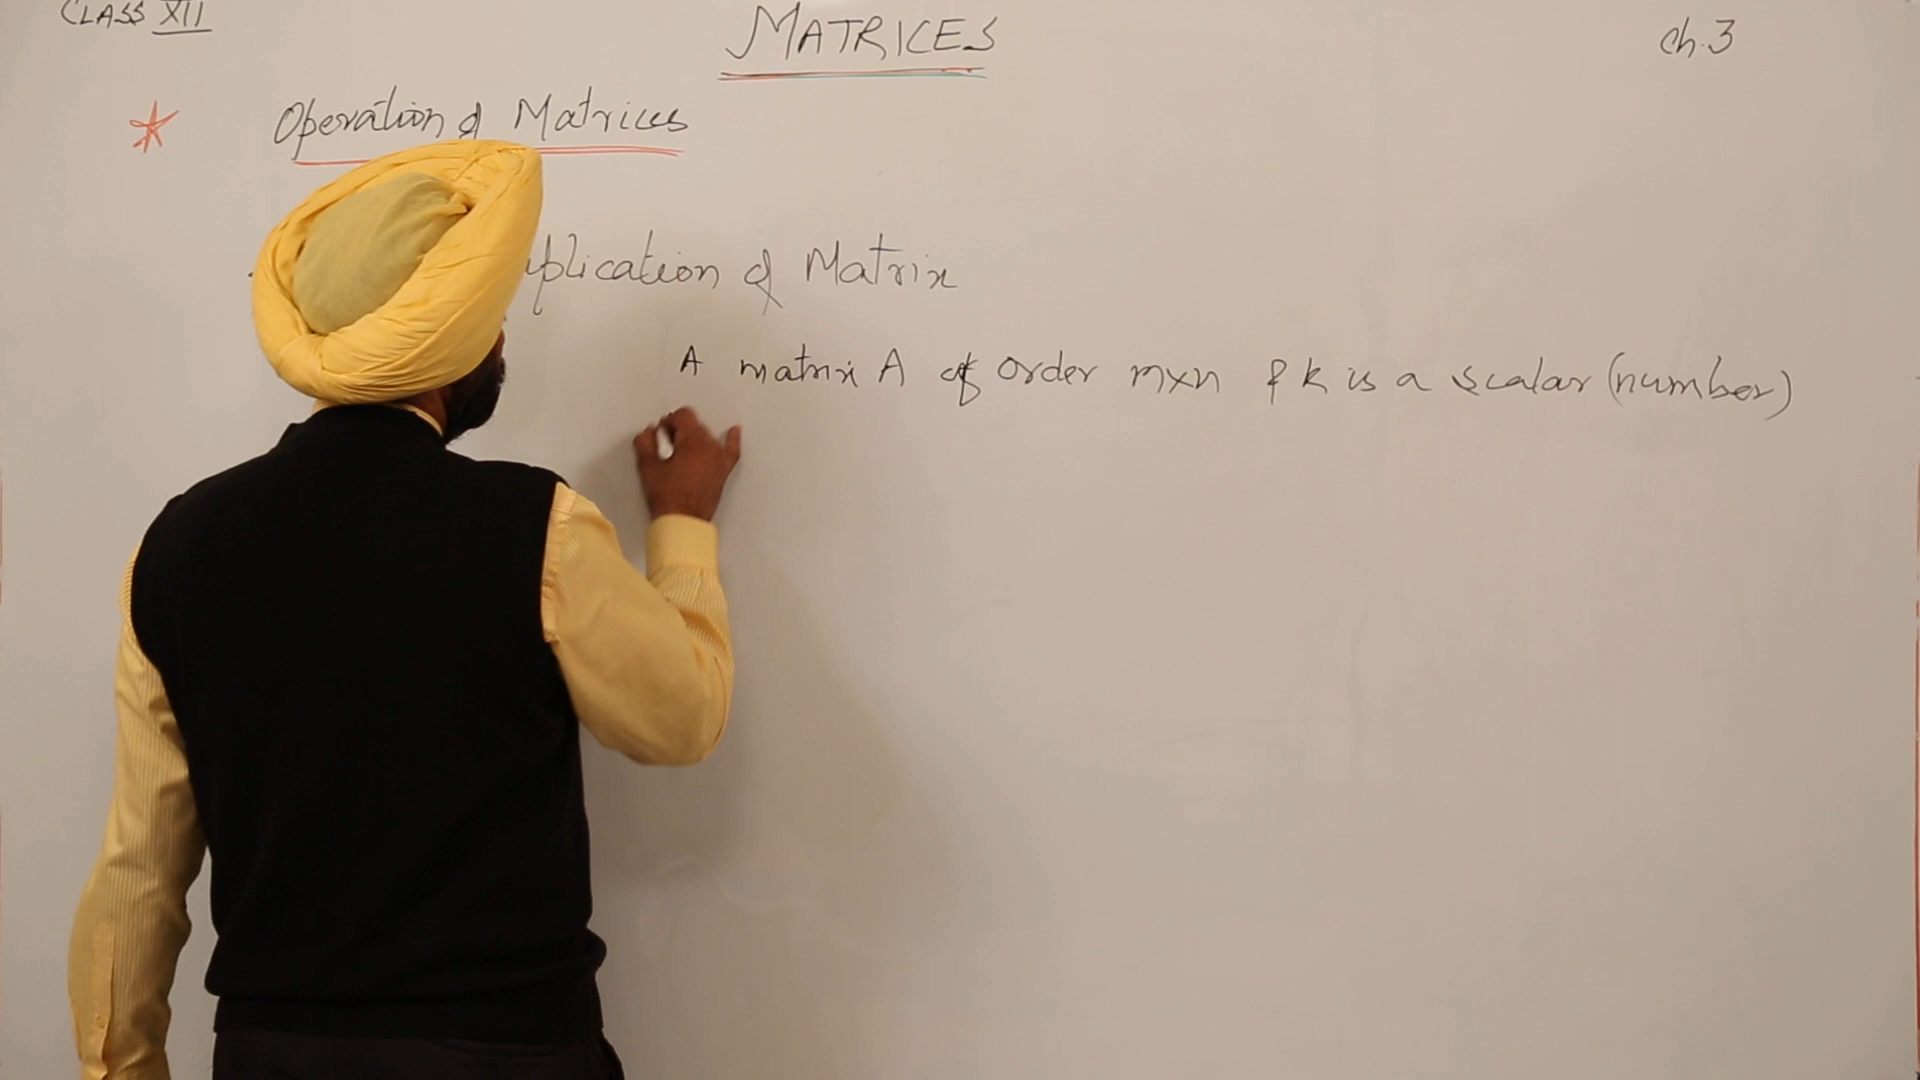 CLASS XII
MATRICES
ch.3
Operation of Matrices
plication of Matrix
A matrix A of order mxn & k is a scalar (number)